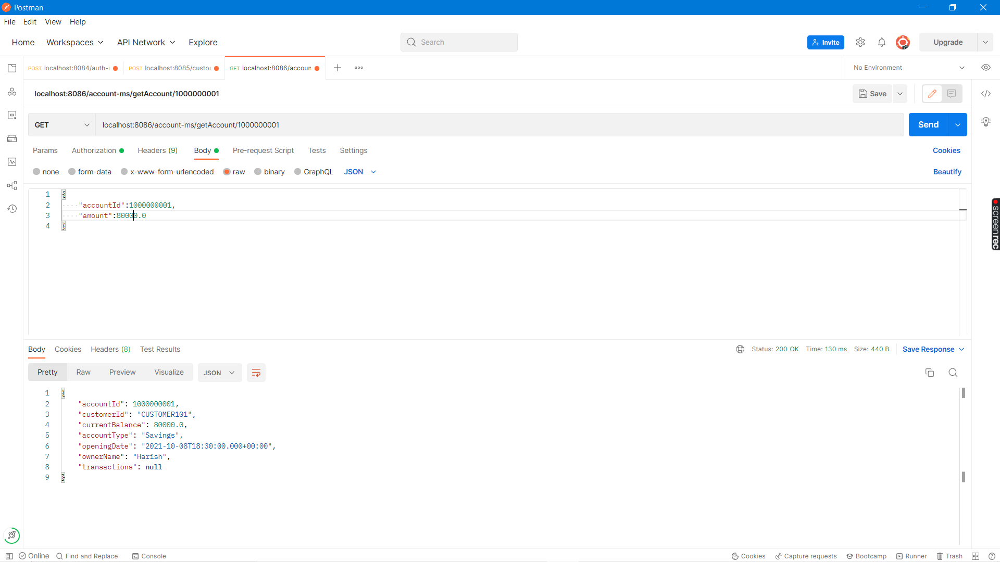 Postman
File Edit View Help
Home Workspaces API Network Explore Search Invite Upgrade
POST localhost:8084/auth- POST localhost:8085/custo GET localhost:8086/accoun No Environment
localhost:8086/account-ms/getAccount/1000000001 Save
GET localhost:8086/account-ms/getAccount/1000000001 Send
Params Authorization Headers (9) Body Pre-request Script Tests Settings Cookies
none form-data x-www-form-urlencoded raw binary GraphQL JSON Beautify
1 {
2 "accountId":1000000001,
3 "amount":80000.0
4 }
screenrec
Body Cookies Headers (8) Test Results Status: 200 OK Time: 130 ms Size: 440 B Save Response
Pretty Raw Preview Visualize JSON
1 {
2 "accountId": 1000000001,
3 "customerId": "CUSTOMER101",
4 "currentBalance": 80000.0,
5 "accountType": "Savings",
6 "openingDate": "2021-10-08T18:30:00.000+00:00",
7 "ownerName": "Harish",
8 "transactions": null
9 }
Online Find and Replace Console Cookies Capture requests Bootcamp Runner Trash